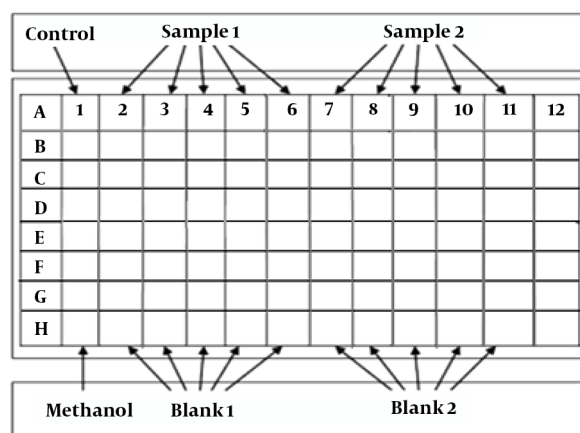 Control Sample 1 Sample 2
A 1 2 3 4 5 6 7 8 9 10 11 12
B
C
D
E
F
G
H
Methanol Blank 1 Blank 2